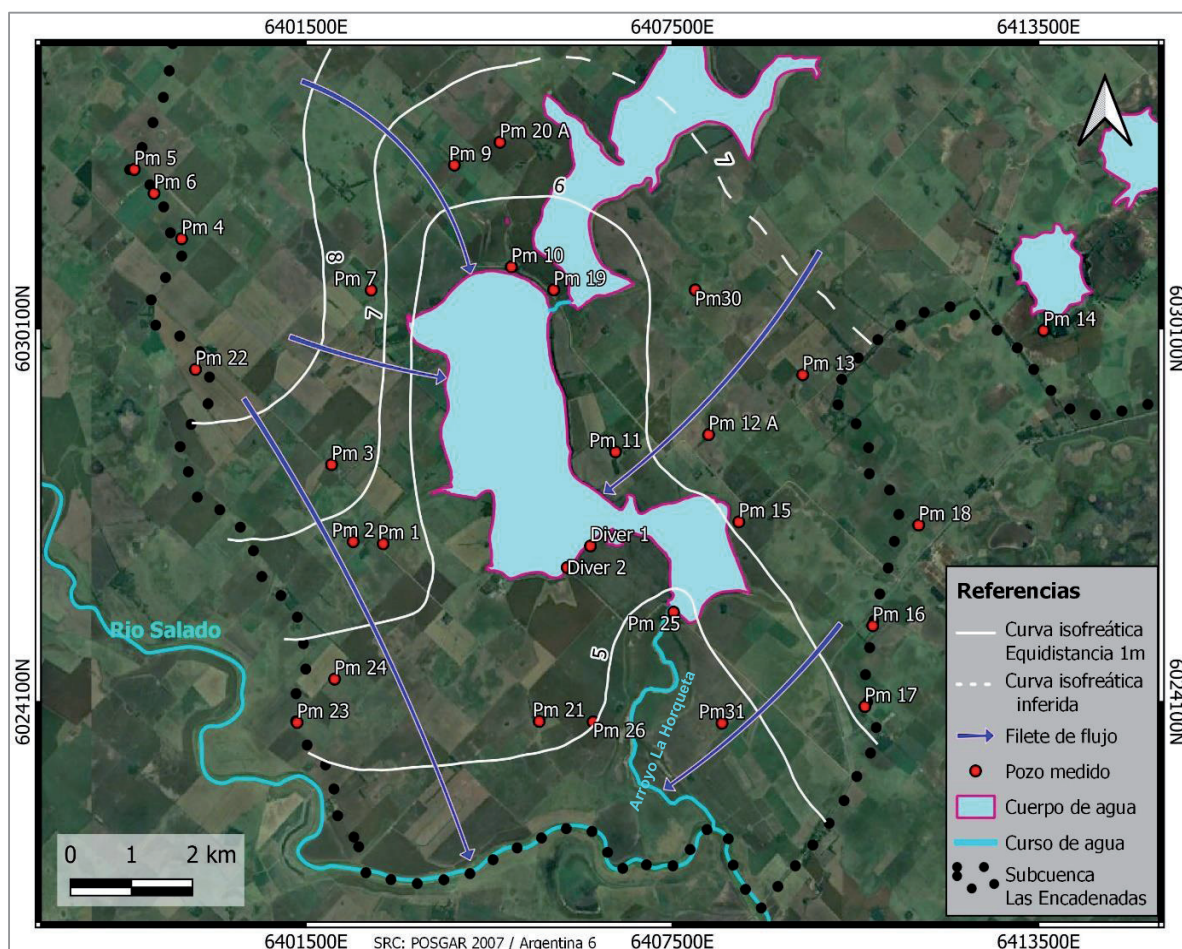 6401500E 6407500E 6413500E
Pm 20 A
Pm 9
7
Pm 5
Pm 6
6
Pm 4
8
Pm 10
Pm 7
Pm 19
Pm30
7
6030100N
6030100N
Pm 14
Pm 22
Pm 13
Pm 12 A
Pm 11
Pm 3
Pm 15
Pm 18
Pm 2
Pm 1
Diver 1
Diver 2
Referencias
Curva isofreática
Equidistancia 1m
Curva isofreática
inferida
Filete de flujo
Pozo medido
Cuerpo de agua
Curso de agua
Subcuenca
Las Encadenadas
Rio Salado
Pm 25
Pm 16
5
Pm 24
Arroyo La Horqueta
Pm 17
6024100N
6024100N
Pm 23
Pm 21
Pm 26
Pm31
0 1 2 km
6401500E SRC: POSGAR 2007 / Argentina 6 6407500E 6413500E